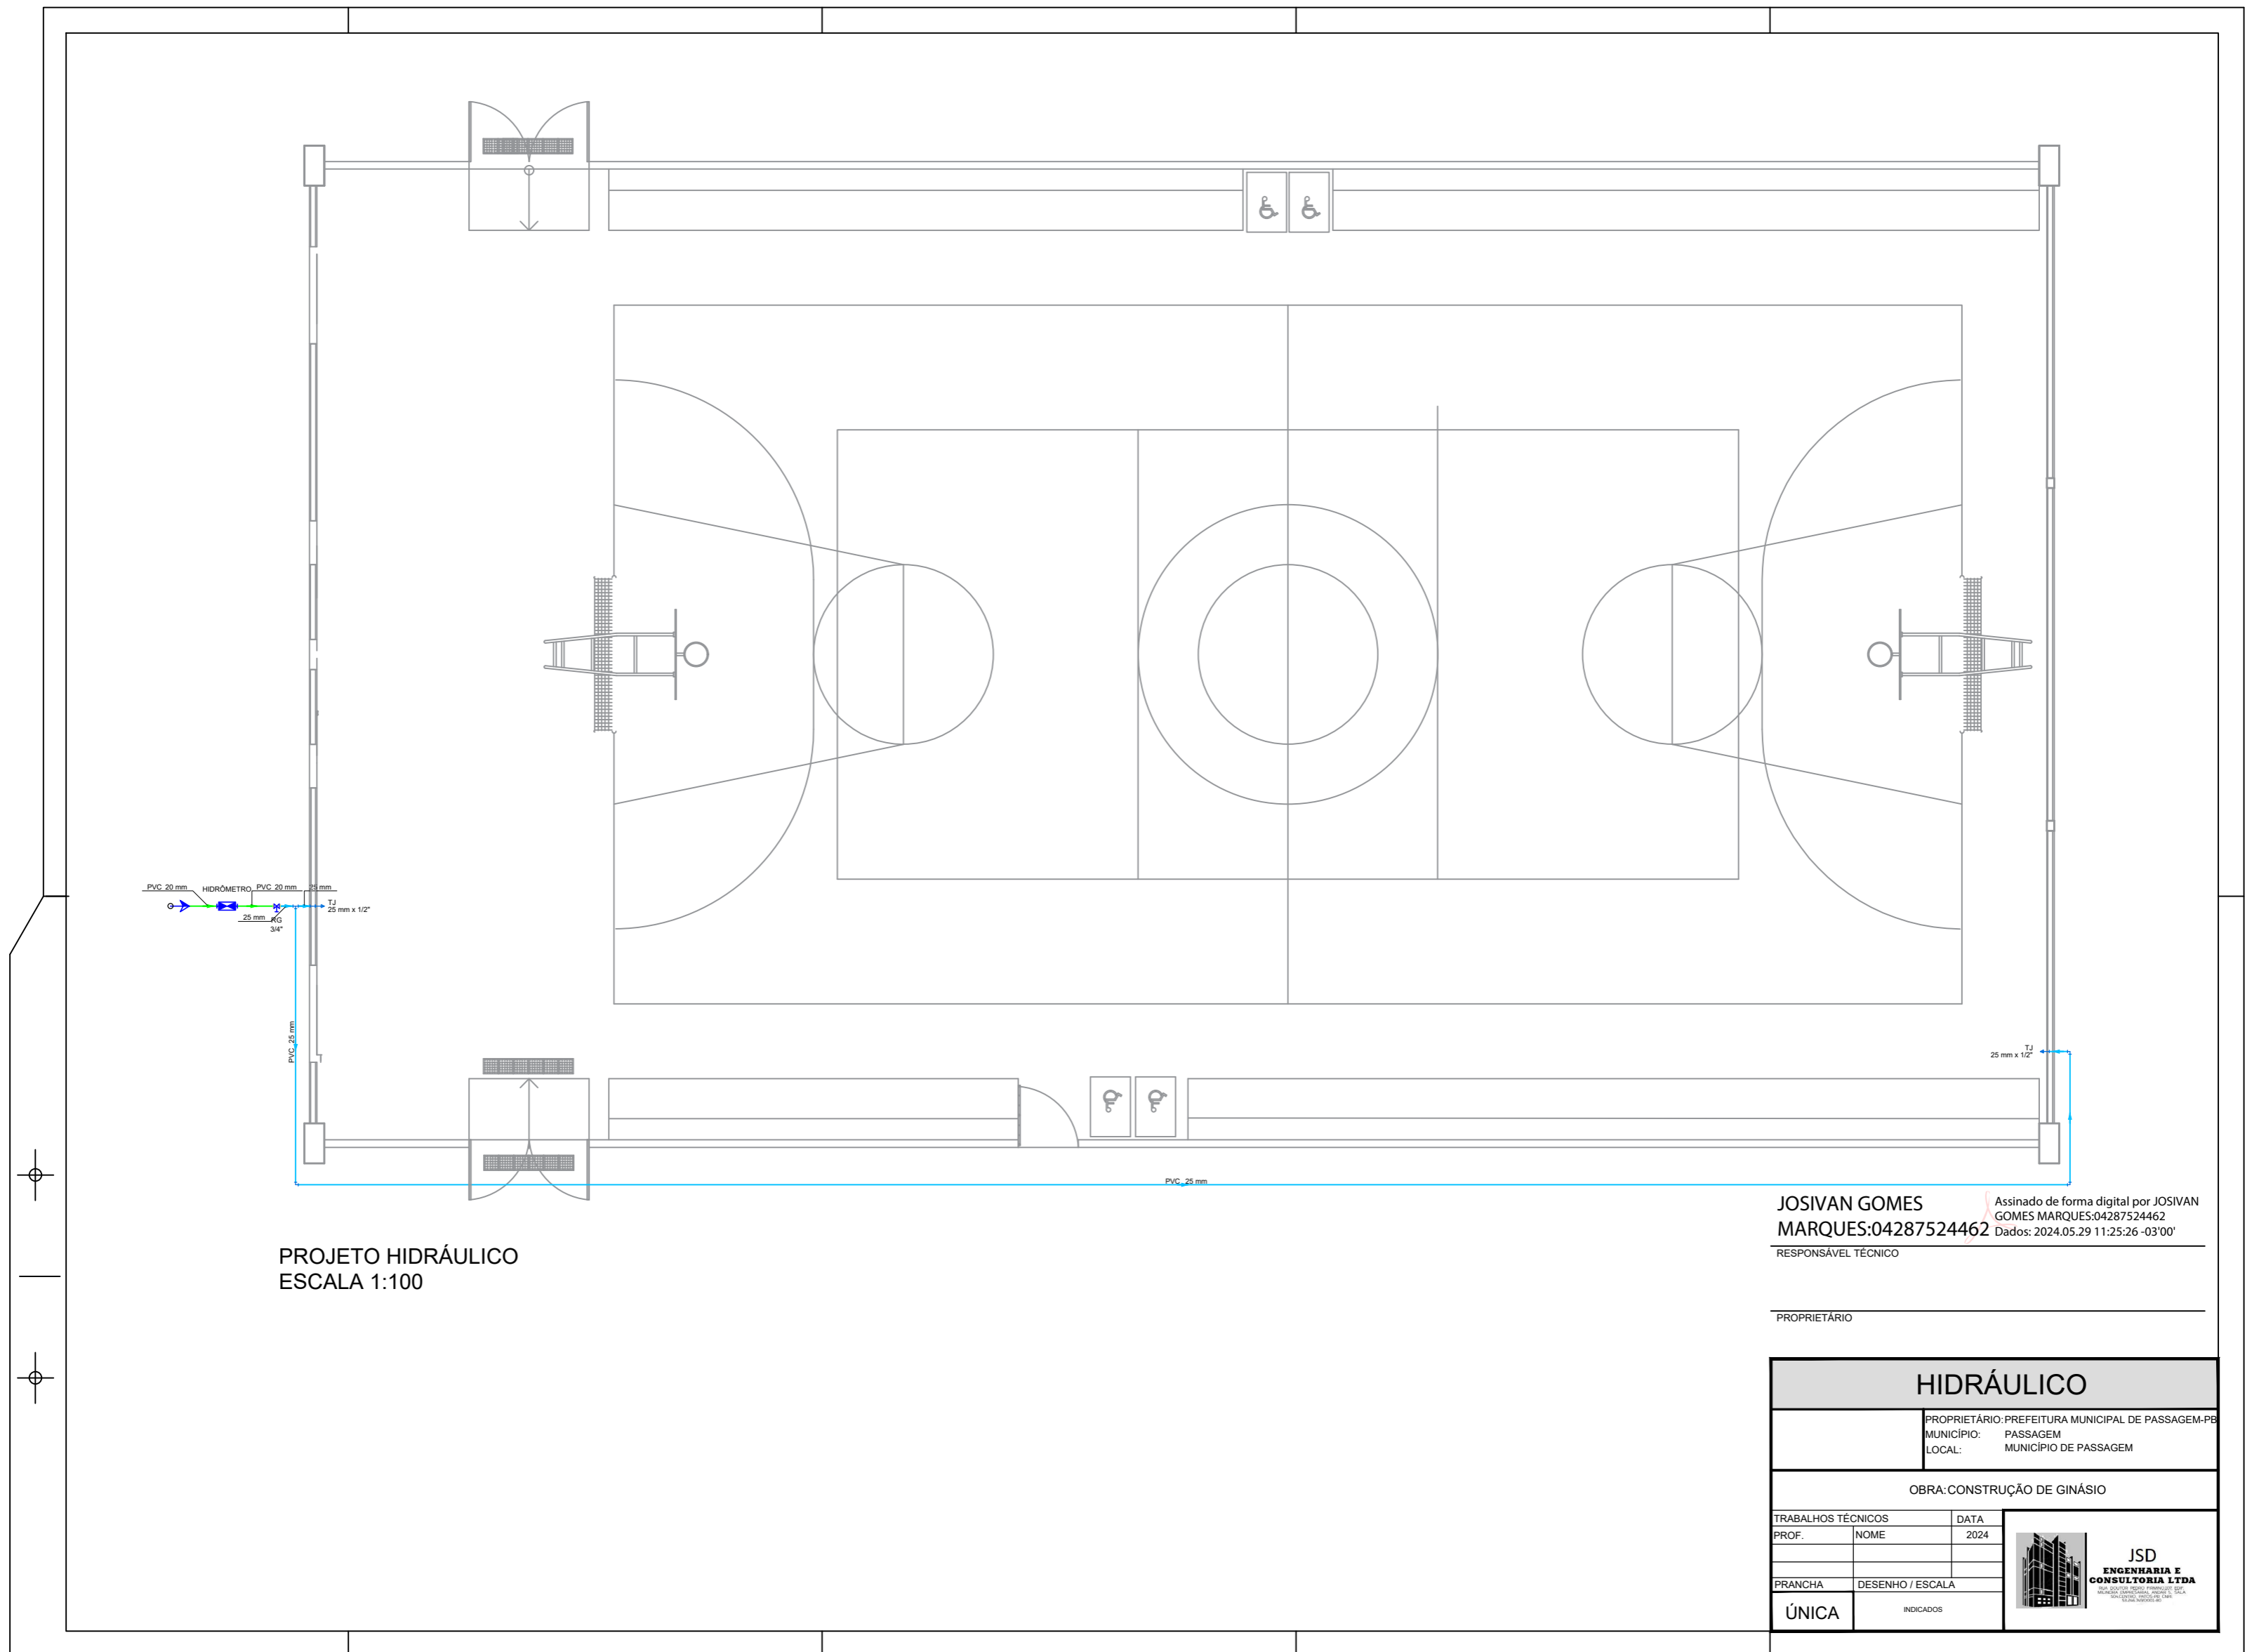 PVC 20 mm
HIDRÔMETRO
PVC 20 mm
25 mm
TJ
25 mm x 1/2"
25 mm
RG
3/4"
PVC 25 mm
TJ
25 mm x 1/2"
PVC 25 mm
PROJETO HIDRÁULICO
ESCALA 1:100
JOSIVAN GOMES
MARQUES:04287524462
Assinado de forma digital por JOSIVAN
GOMES MARQUES:04287524462
Dados: 2024.05.29 11:25:26 -03'00'
RESPONSÁVEL TÉCNICO
PROPRIETÁRIO
HIDRÁULICO
PROPRIETÁRIO: PREFEITURA MUNICIPAL DE PASSAGEM-PB
MUNICÍPIO: PASSAGEM
LOCAL: MUNICÍPIO DE PASSAGEM
OBRA: CONSTRUÇÃO DE GINÁSIO
TRABALHOS TÉCNICOS DATA
PROF. NOME 2024
PRANCHA DESENHO / ESCALA
ÚNICA INDICADOS
JSD
ENGENHARIA E
CONSULTORIA LTDA